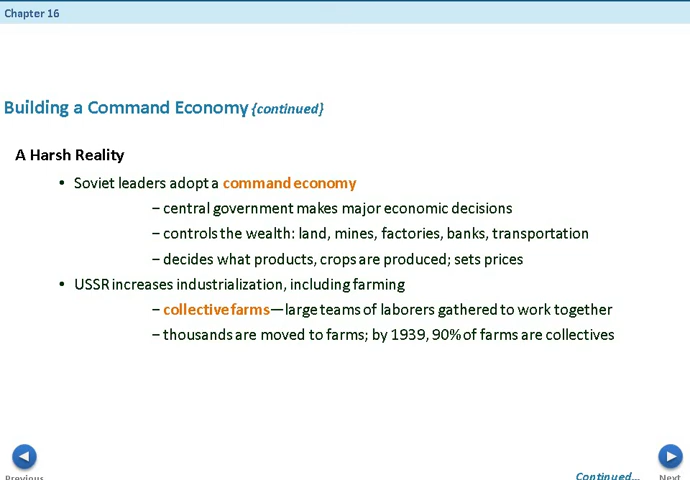 Chapter 16
Building a Command Economy {continued}
A Harsh Reality
• Soviet leaders adopt a command economy
– central government makes major economic decisions
– controls the wealth: land, mines, factories, banks, transportation
– decides what products, crops are produced; sets prices
• USSR increases industrialization, including farming
– collective farms—large teams of laborers gathered to work together
– thousands are moved to farms; by 1939, 90% of farms are collectives
Previous
Continued...
Next